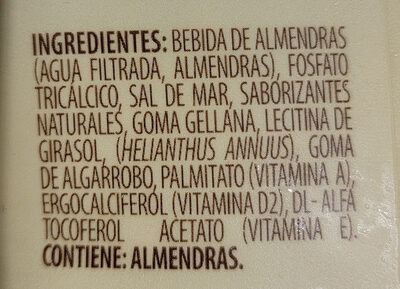 INGREDIENTES: BEBIDA DE ALMENDRAS
(AGUA FILTRADA, ALMENDRAS), FOSFATO
TRICALCICO, SAL DE MAR, SABORIZANTES
NATURALES, GOMA GELLANA, LECITINA DE
GIRASOL, (HELIANTHUS ANNUUS), GOMA
DE ALGARROBO, PALMITATO (VITAMINA A),
ERGOCALCIFEROL (VITAMINA D2), DL- ALFA
TOCOFEROL ACETATO (VITAMINA E).
CONTIENE: ALMENDRAS.